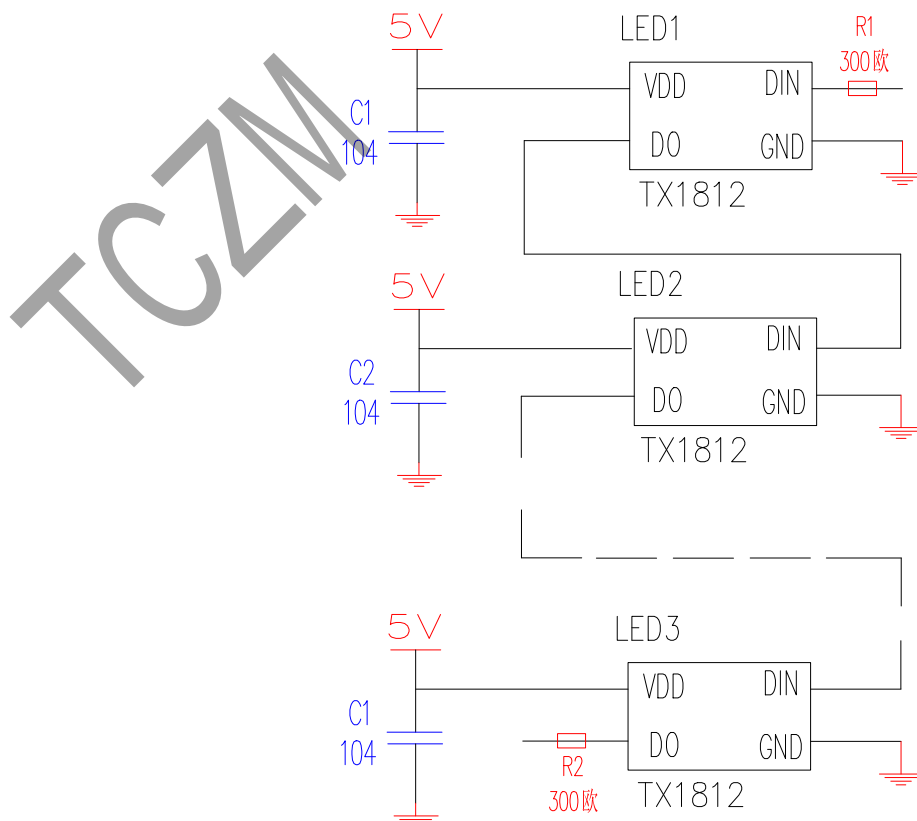 5V
LED1
R1
300欧
VDD
DIN
C1
104
DO
GND
TX1812
TCZM
5V
LED2
VDD
DIN
C2
104
DO
GND
TX1812
5V
LED3
VDD
DIN
C1
104
DO
GND
R2
300欧
TX1812